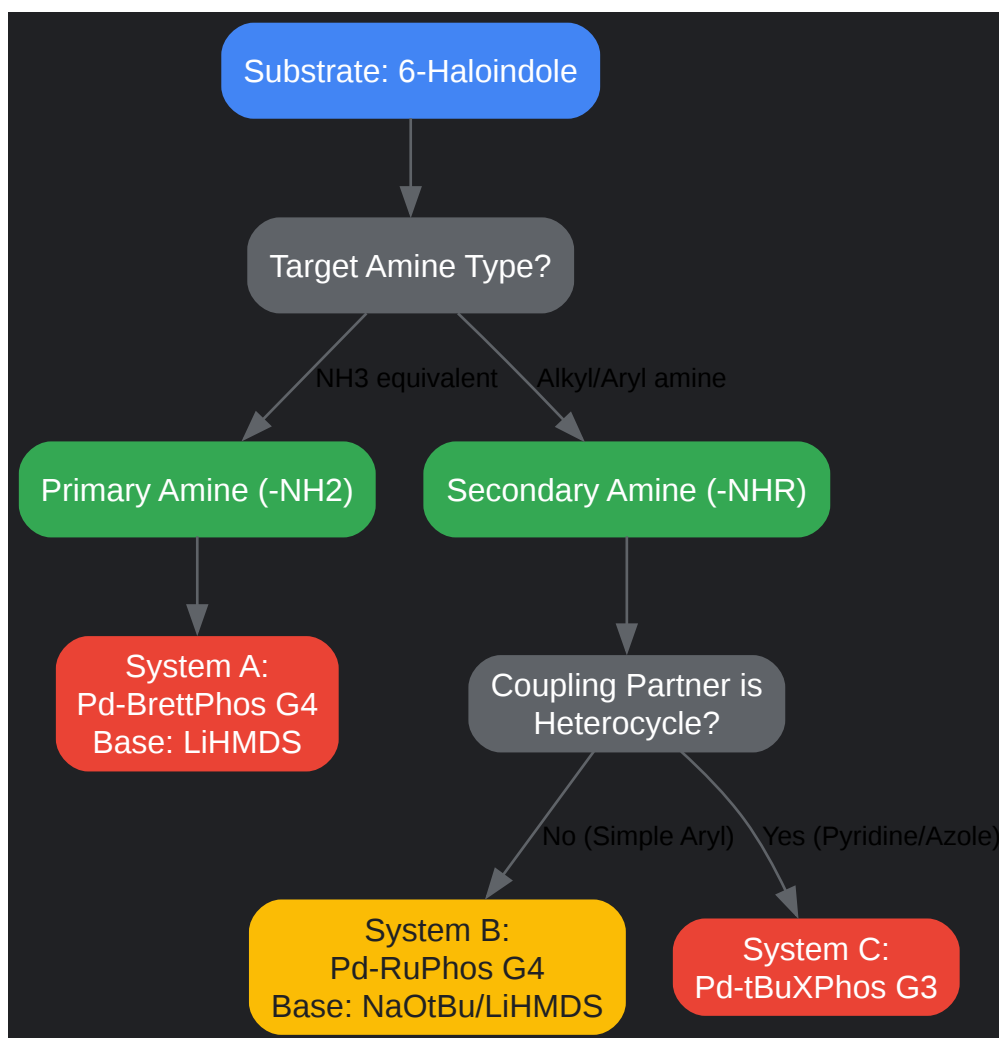 Substrate: 6-Haloindole
Target Amine Type?
NH3 equivalent
Alkyl/Aryl amine
Primary Amine (-NH2)
Secondary Amine (-NHR)
System A:
Pd-BrettPhos G4
Base: LiHMDS
Coupling Partner is
Heterocycle?
No (Simple Aryl)
Yes (Pyridine/Azole)
System B:
Pd-RuPhos G4
Base: NaOtBu/LiHMDS
System C:
Pd-tBuXPhos G3